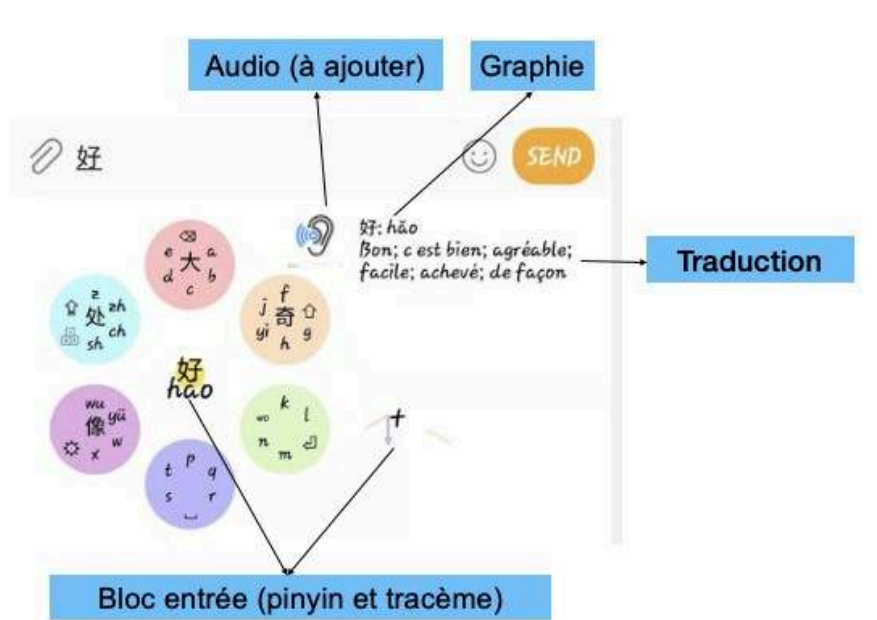 Audio (à ajouter)
Graphie
好
SEND
好: hǎo
Bon; c est bien; agréable;
facile; achevé; de façon
Traduction
e a
大
d b
c
z
zh
处
ch
sh
f
j
奇
yi g
h
好
hao
wu
yü
像
w
x
k
wo l
n
m
p
t q
s r
Bloc entrée (pinyin et tracème)